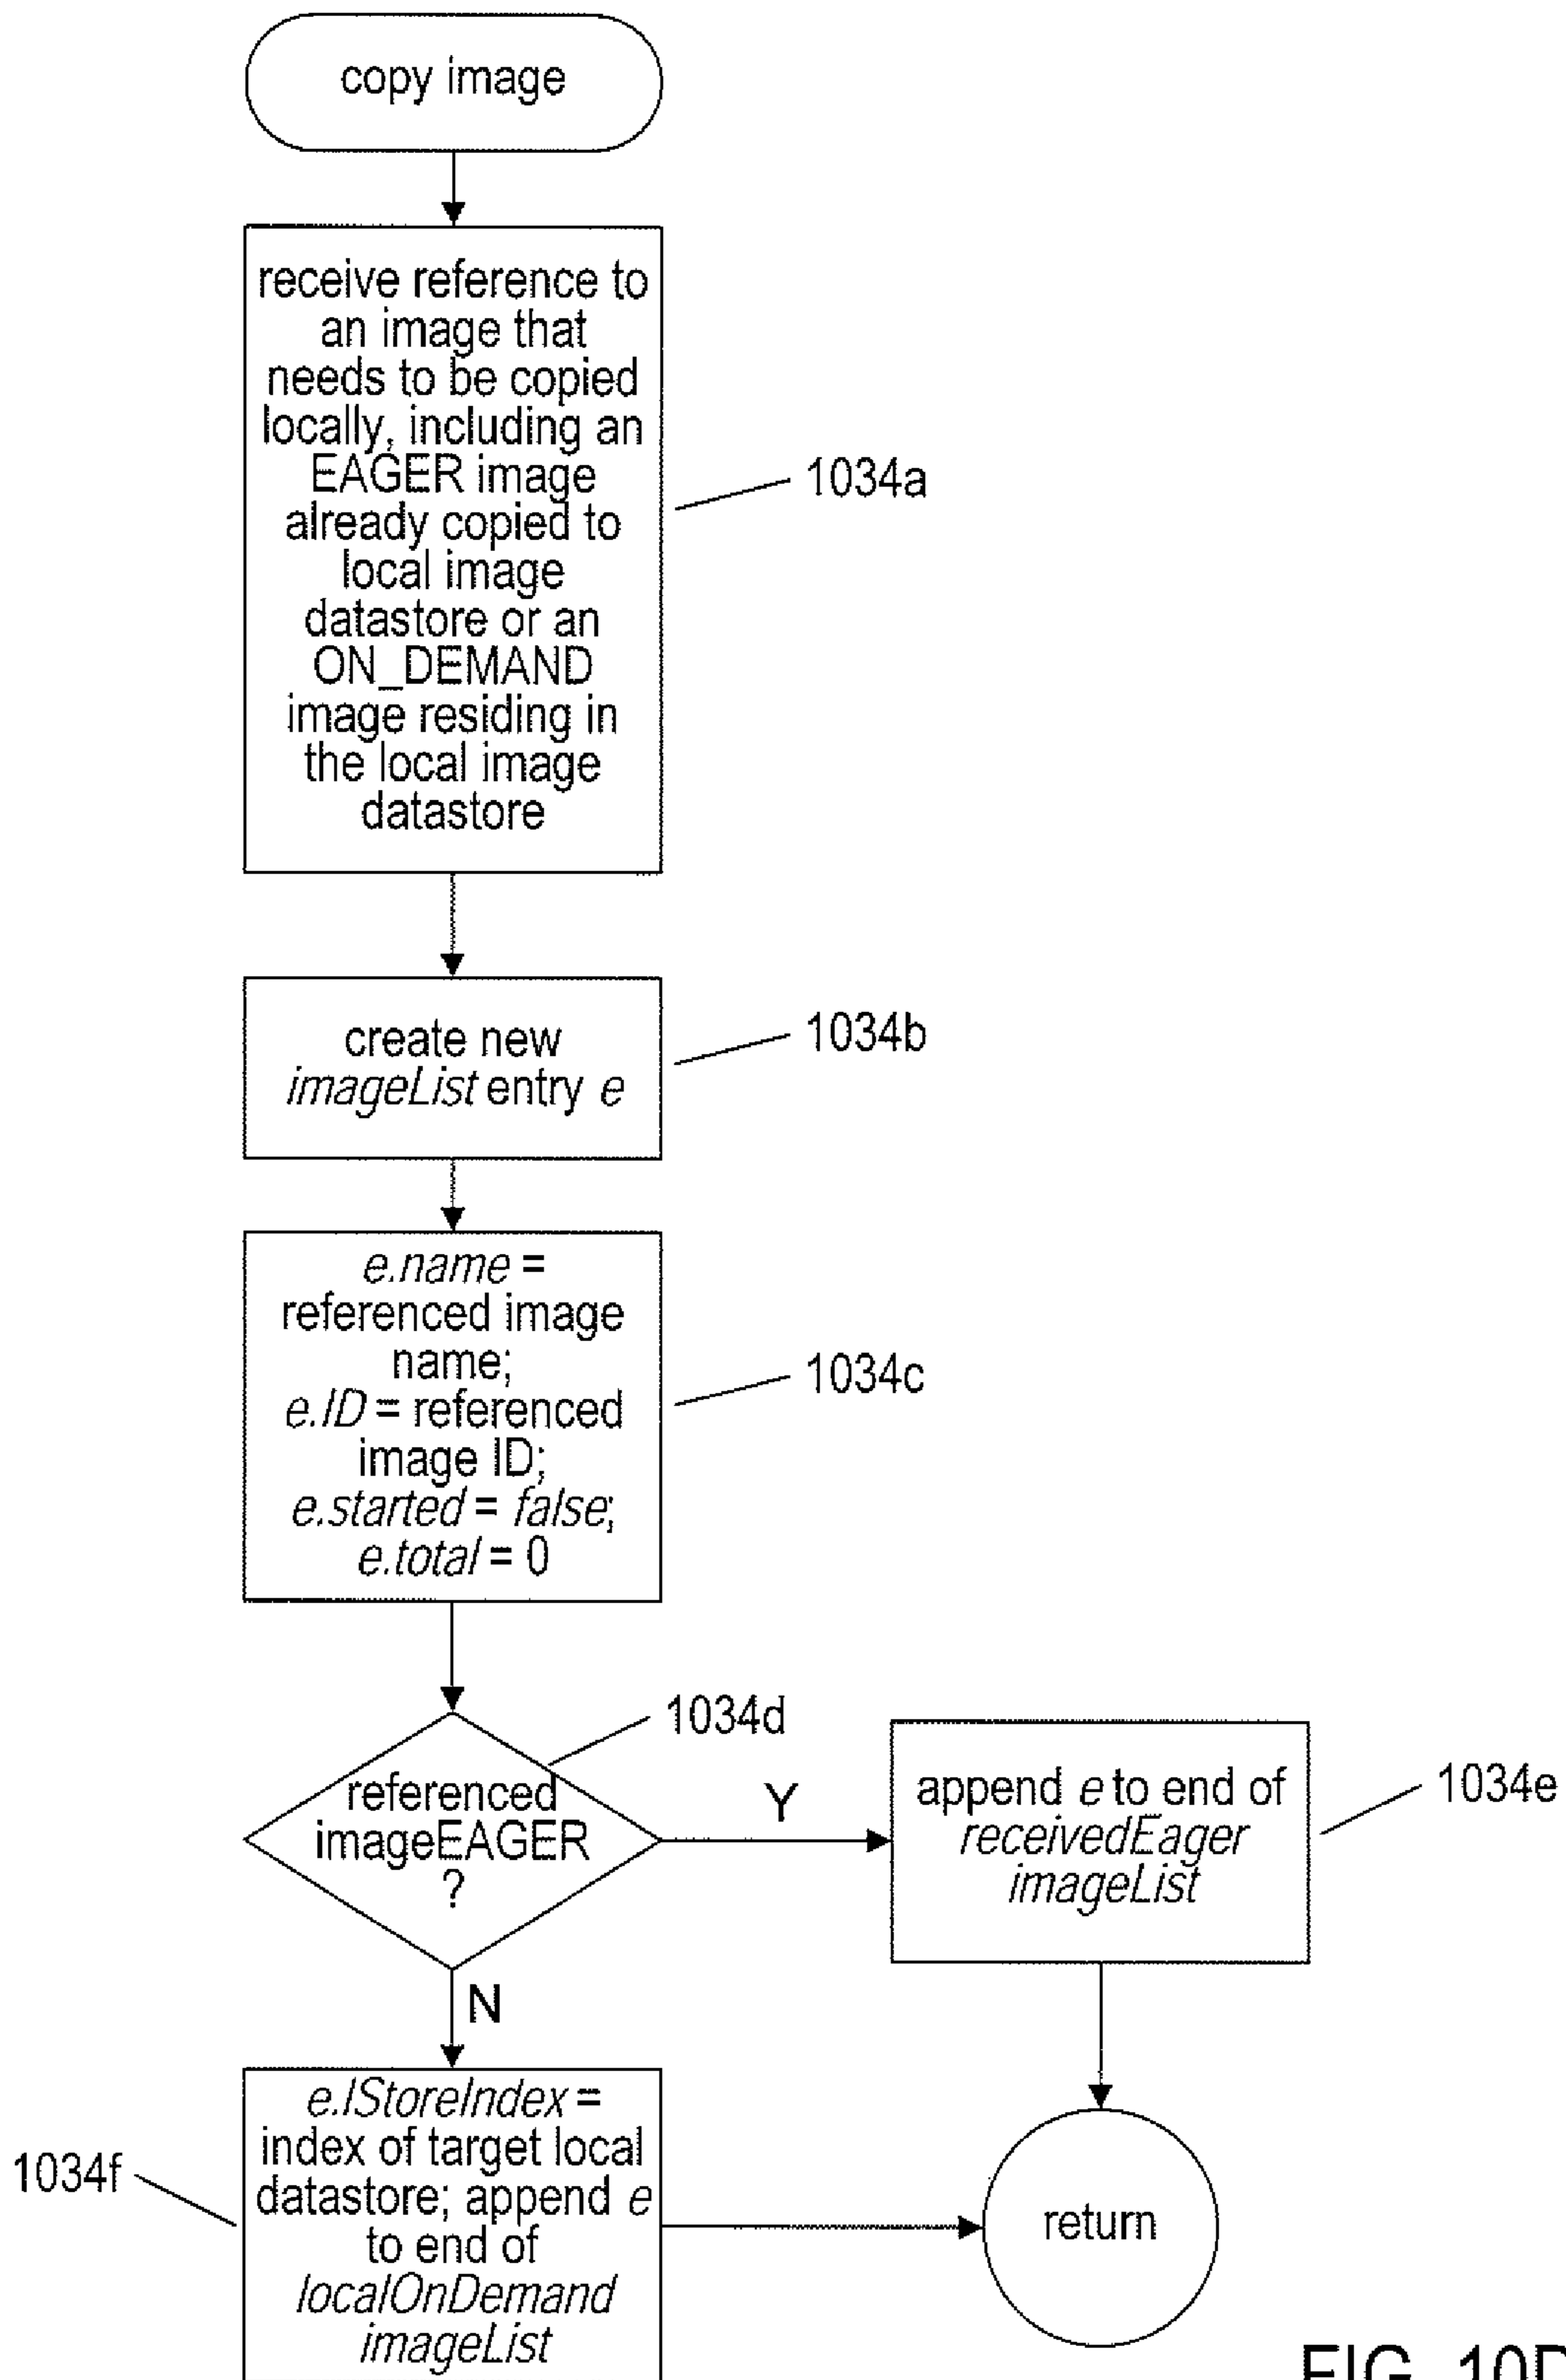 copy image
receive reference to
an image that
needs to be copied
locally, including an
EAGER image
already copied to
local image
datastore or an
ON_DEMAND
image residing in
the local image
datastore
1034a
create new
imageList entry e
1034b
e.name =
referenced image
name;
e.ID = referenced
image ID;
e.started = false;
e.total = 0
1034c
1034d
referenced
imageEAGER
?
Y
N
append e to end of
receivedEager
imageList
1034e
e.lStoreIndex =
index of target local
datastore; append e
to end of
localOnDemand
imageList
1034f
return
FIG. 10D